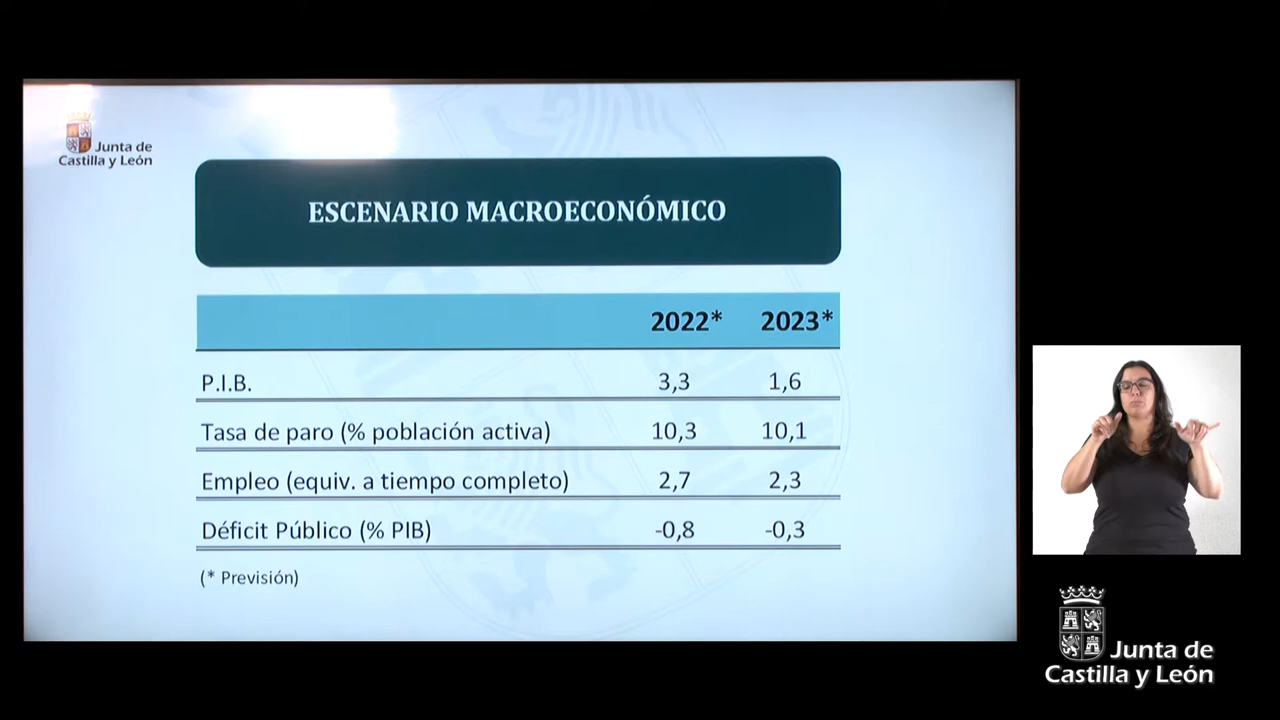 Junta de
Castilla y León
ESCENARIO MACROECONÓMICO
2022* 2023*
P.I.B. 3,3 1,6
Tasa de paro (% población activa) 10,3 10,1
Empleo (equiv. a tiempo completo) 2,7 2,3
Déficit Público (% PIB) -0,8 -0,3
(* Previsión)
Junta de
Castilla y León